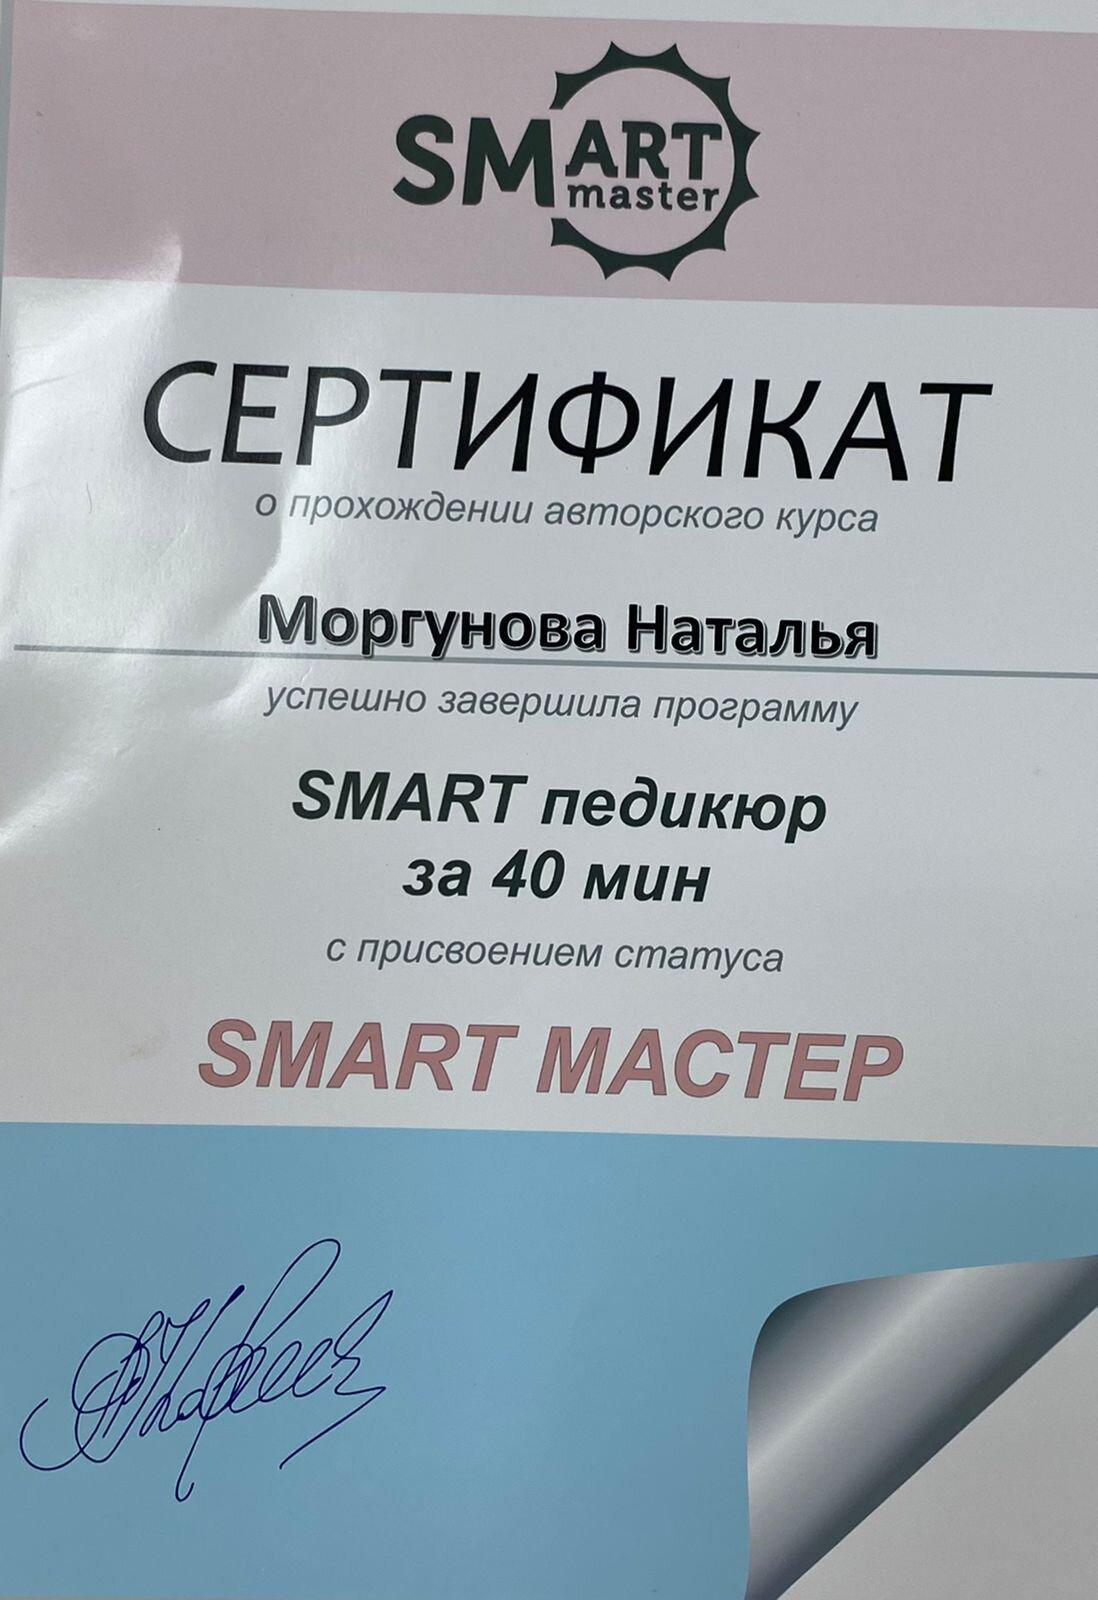 SMART
master
СЕРТИФИКАТ
о прохождении авторского курса
Моргунова Наталья
успешно завершила программу
SMART педикюр
за 40 мин
с присвоением статуса
SMART МАСТЕР